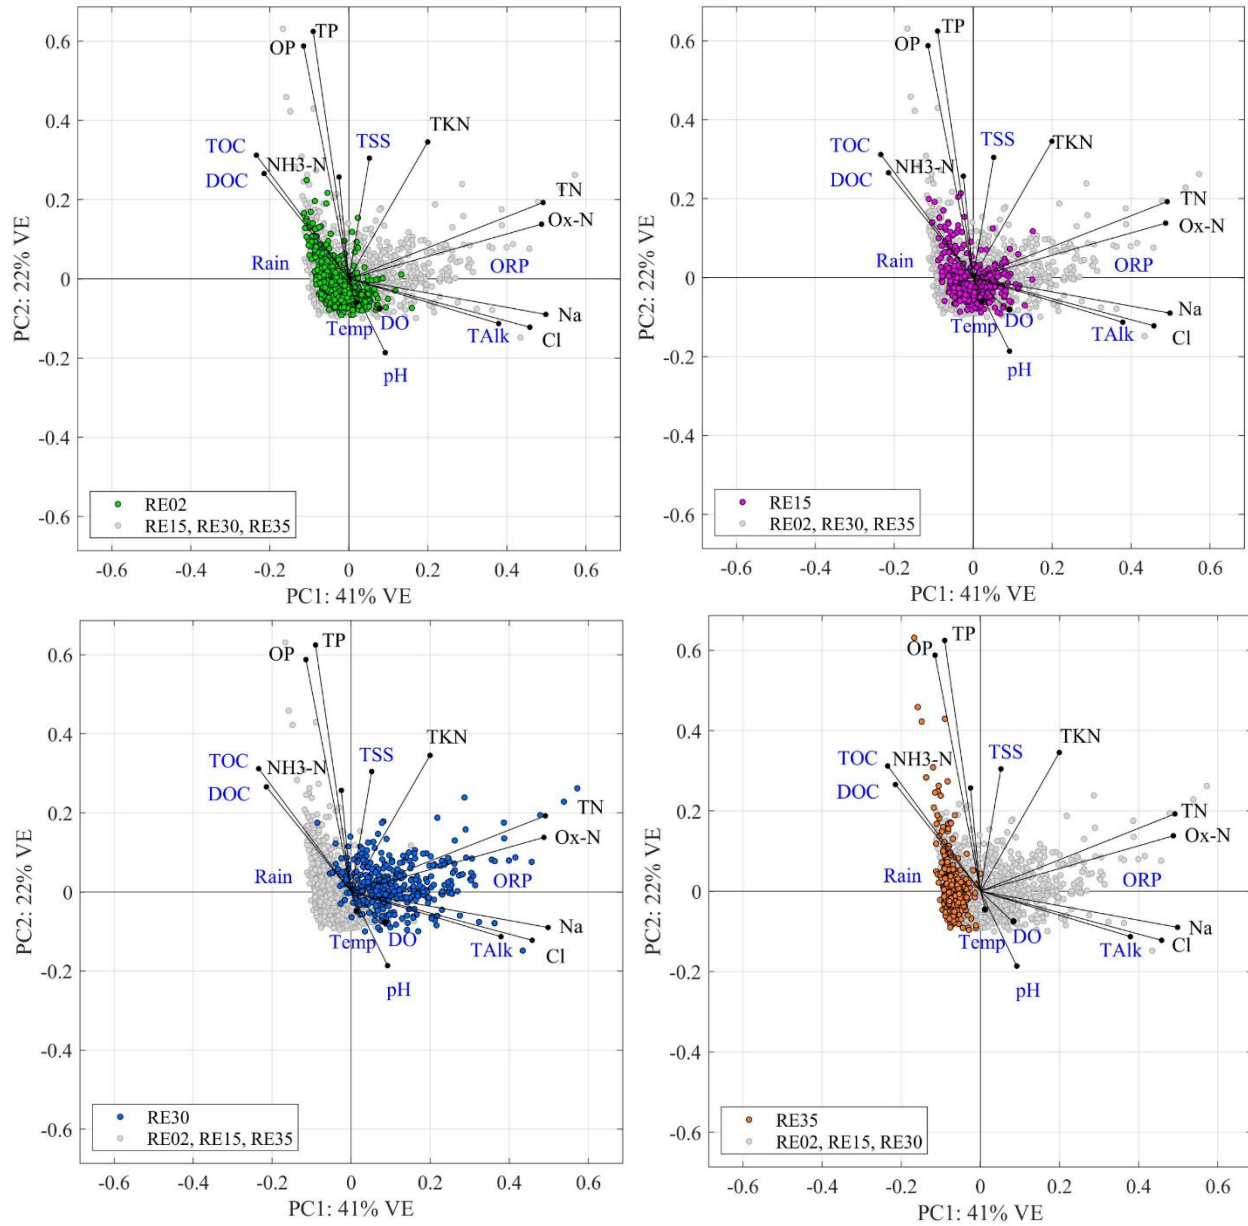 0.6
TP
OP
0.4
TKN
TOC
TSS
NH3-N
DOC
0.2
TN
Ox-N
Rain
ORP
0
Na
Temp
DO
TAlk
Cl
-0.2
pH
-0.4
RE02
RE15, RE30, RE35
-0.6
-0.6 -0.4 -0.2 0 0.2 0.4 0.6
PC1: 41% VE
PC2: 22% VE
0.6
TP
OP
0.4
TKN
TOC
TSS
NH3-N
DOC
0.2
TN
Ox-N
Rain
ORP
0
Na
Temp
DO
TAlk
Cl
-0.2
pH
-0.4
RE15
RE02, RE30, RE35
-0.6
-0.6 -0.4 -0.2 0 0.2 0.4 0.6
PC1: 41% VE
PC2: 22% VE
0.6
TP
OP
0.4
TKN
TOC
TSS
NH3-N
DOC
0.2
TN
Ox-N
Rain
ORP
0
Na
Temp
DO
TAlk
Cl
-0.2
pH
-0.4
RE30
RE02, RE15, RE35
-0.6
-0.6 -0.4 -0.2 0 0.2 0.4 0.6
PC1: 41% VE
PC2: 22% VE
0.6
TP
OP
0.4
TKN
TOC
TSS
NH3-N
DOC
0.2
TN
Ox-N
Rain
ORP
0
Na
Temp
DO
TAlk
Cl
-0.2
pH
-0.4
RE35
RE02, RE15, RE30
-0.6
-0.6 -0.4 -0.2 0 0.2 0.4 0.6
PC1: 41% VE
PC2: 22% VE